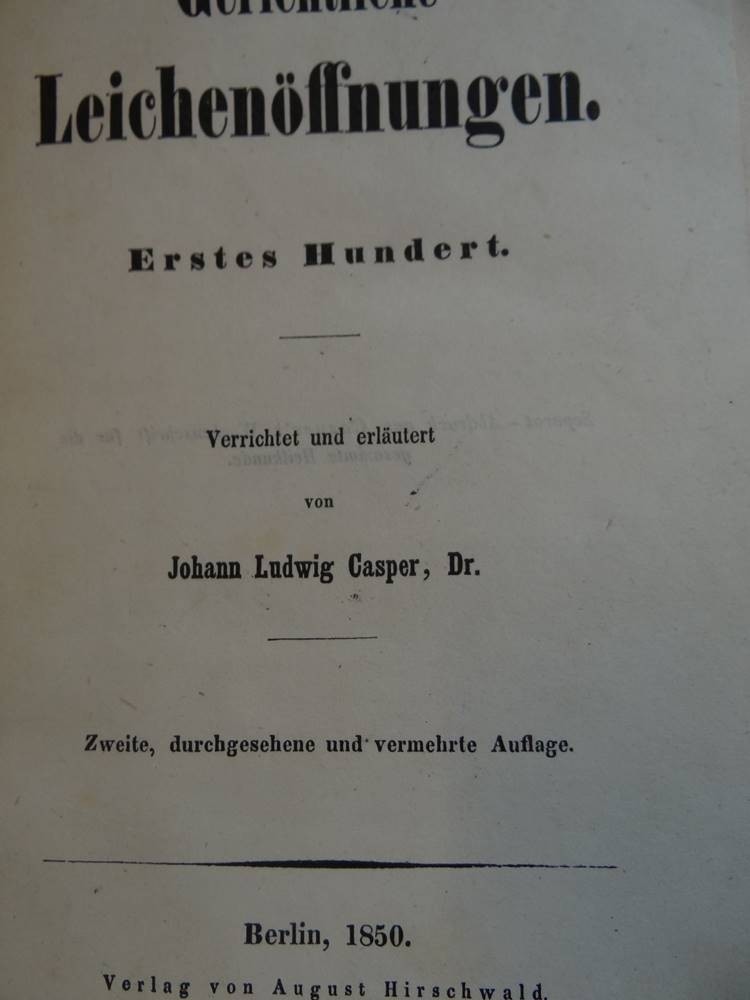 Gerichtliche
Leichenöffnungen.
Erstes Hundert.
Verrichtet und erläutert
von
Johann Ludwig Casper, Dr.
Zweite, durchgesehene und vermehrte Auflage.
Berlin, 1850.
Verlag von August Hirschwald.